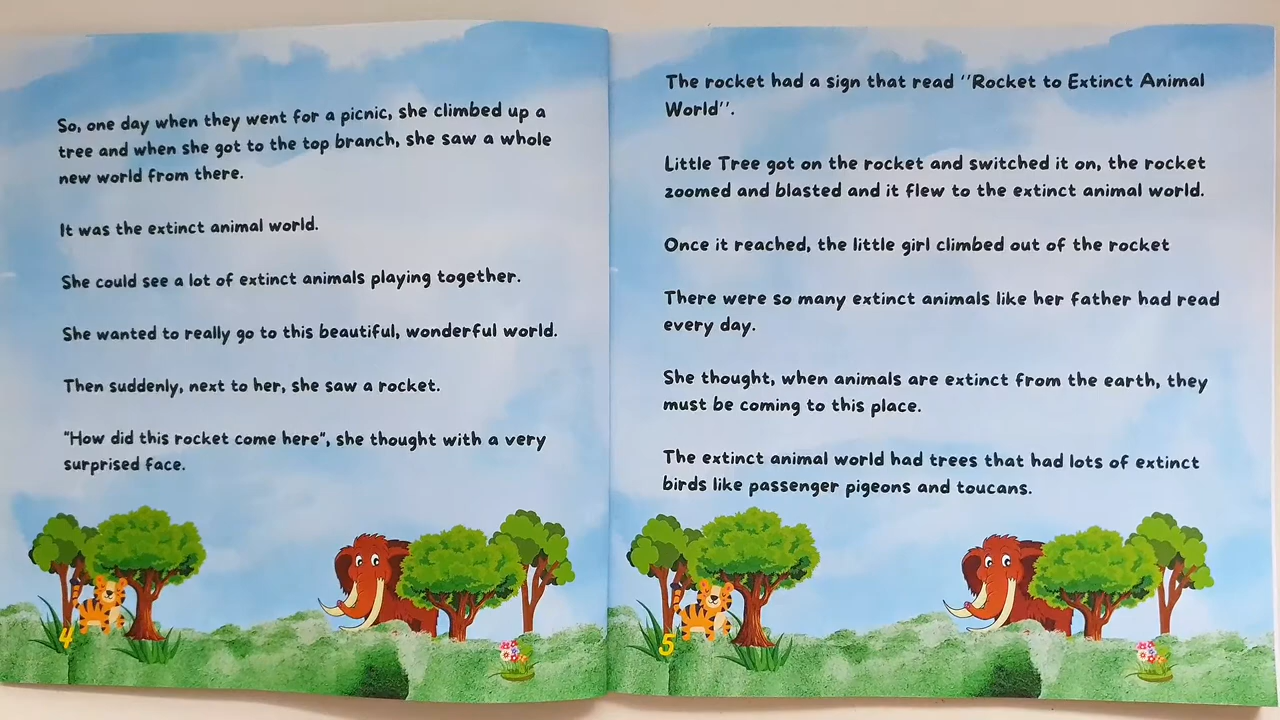 So, one day when they went for a picnic, she climbed up a
tree and when she got to the top branch, she saw a whole
new world from there.
It was the extinct animal world.
She could see a lot of extinct animals playing together.
She wanted to really go to this beautiful, wonderful world.
Then suddenly, next to her, she saw a rocket.
"How did this rocket come here", she thought with a very
surprised face.
4
The rocket had a sign that read ''Rocket to Extinct Animal
World''.
Little Tree got on the rocket and switched it on, the rocket
zoomed and blasted and it flew to the extinct animal world.
Once it reached, the little girl climbed out of the rocket
There were so many extinct animals like her father had read
every day.
She thought, when animals are extinct from the earth, they
must be coming to this place.
The extinct animal world had trees that had lots of extinct
birds like passenger pigeons and toucans.
5